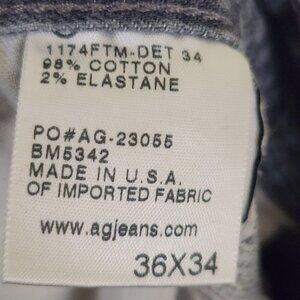 1174FTM-DET 34
98% COTTON
2% ELASTANE
PO#AG-23055
BM5342
MADE IN U.S.A.
OF IMPORTED FABRIC
www.agjeans.com
36X34